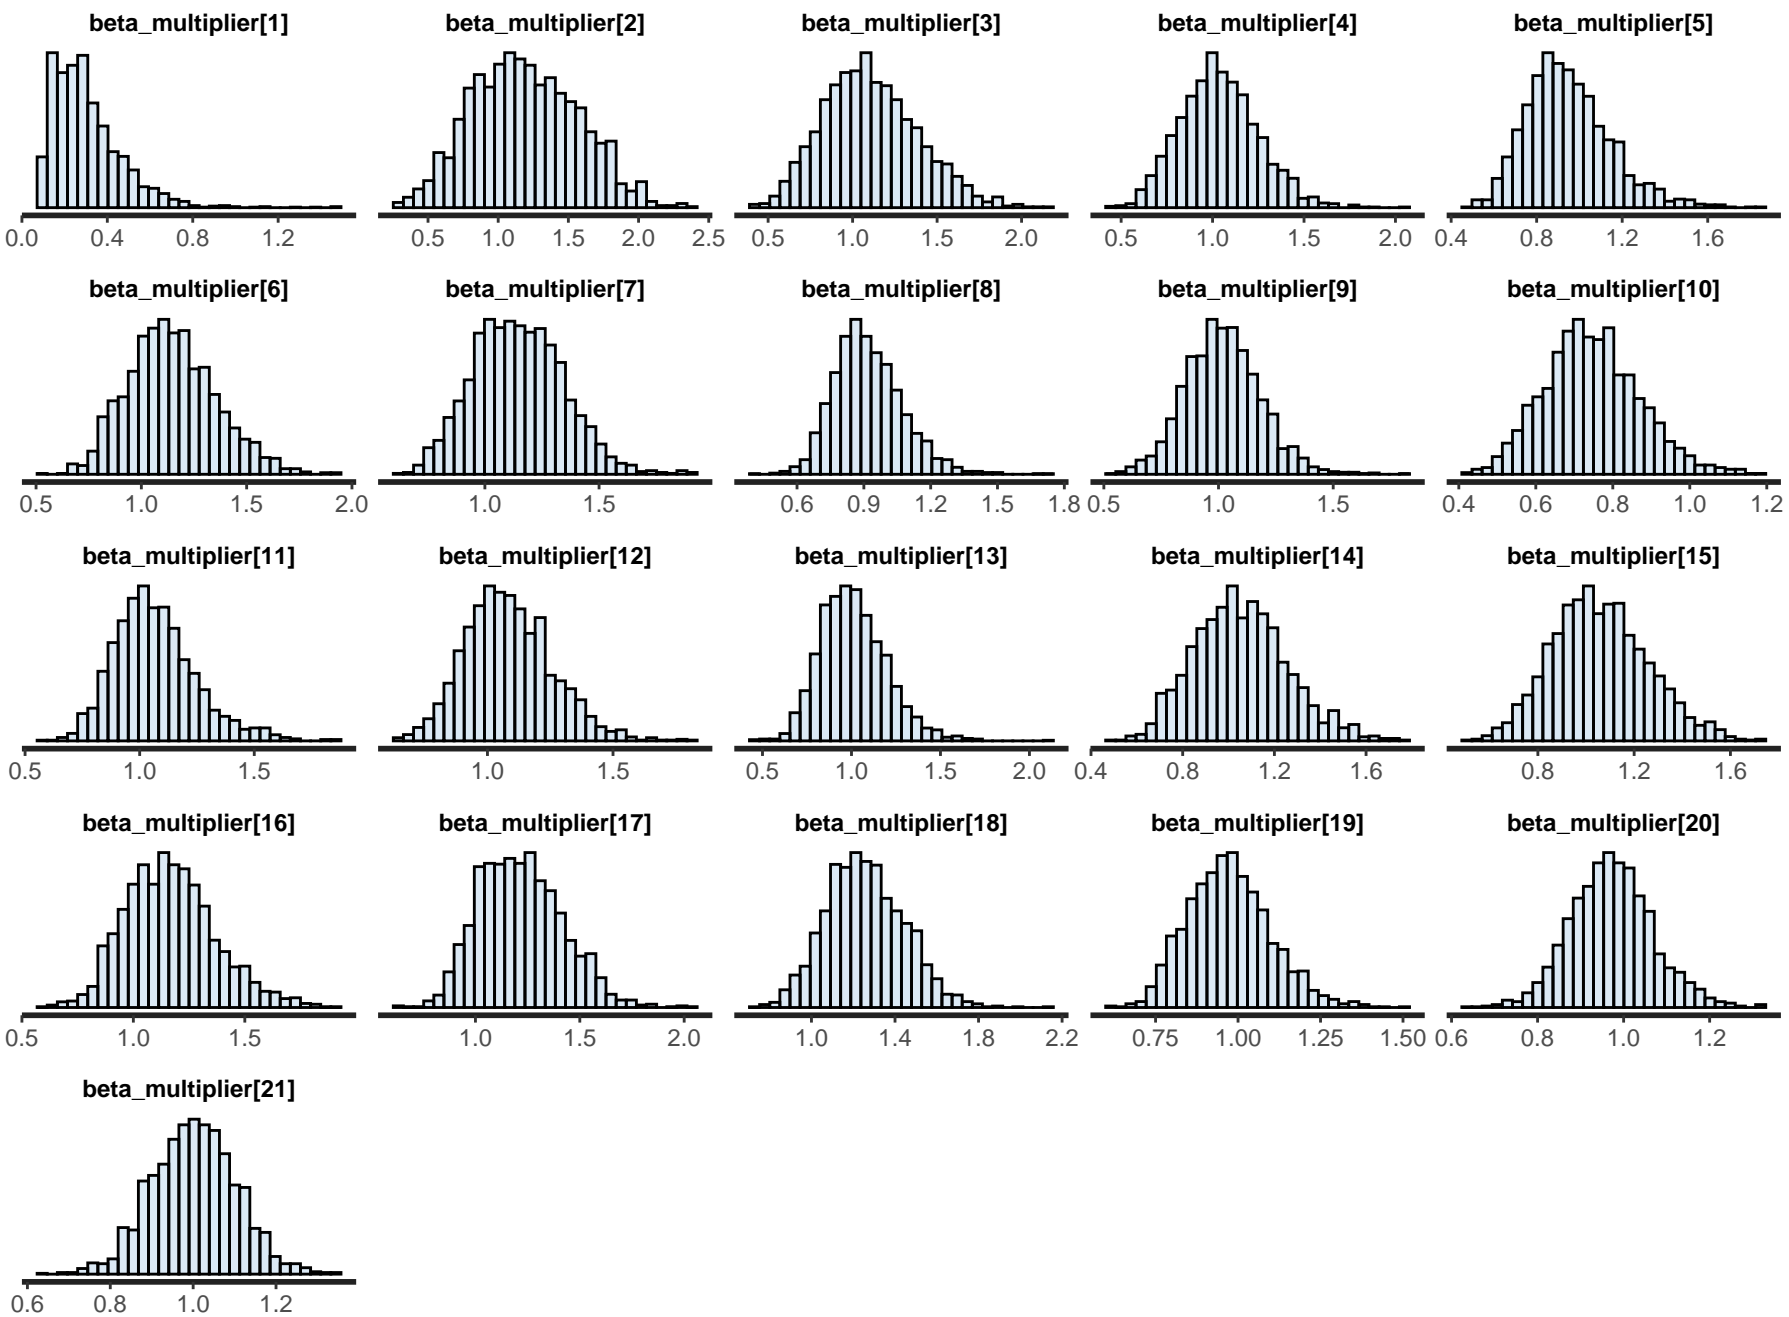 beta_multiplier[1] beta_multiplier[2] beta_multiplier[3] beta_multiplier[4] beta_multiplier[5]
0.0 0.4 0.8 1.2 0.5 1.0 1.5 2.0 2.5 0.5 1.0 1.5 2.0 0.5 1.0 1.5 2.0 0.4 0.8 1.2 1.6
beta_multiplier[6] beta_multiplier[7] beta_multiplier[8] beta_multiplier[9] beta_multiplier[10]
0.5 1.0 1.5 2.0 1.0 1.5 0.6 0.9 1.2 1.5 1.8 0.5 1.0 1.5 0.4 0.6 0.8 1.0 1.2
beta_multiplier[11] beta_multiplier[12] beta_multiplier[13] beta_multiplier[14] beta_multiplier[15]
0.5 1.0 1.5 1.0 1.5 0.5 1.0 1.5 2.0 0.4 0.8 1.2 1.6 0.8 1.2 1.6
beta_multiplier[16] beta_multiplier[17] beta_multiplier[18] beta_multiplier[19] beta_multiplier[20]
0.5 1.0 1.5 1.0 1.5 2.0 1.0 1.4 1.8 2.2 0.75 1.00 1.25 1.50 0.6 0.8 1.0 1.2
beta_multiplier[21]
0.6 0.8 1.0 1.2